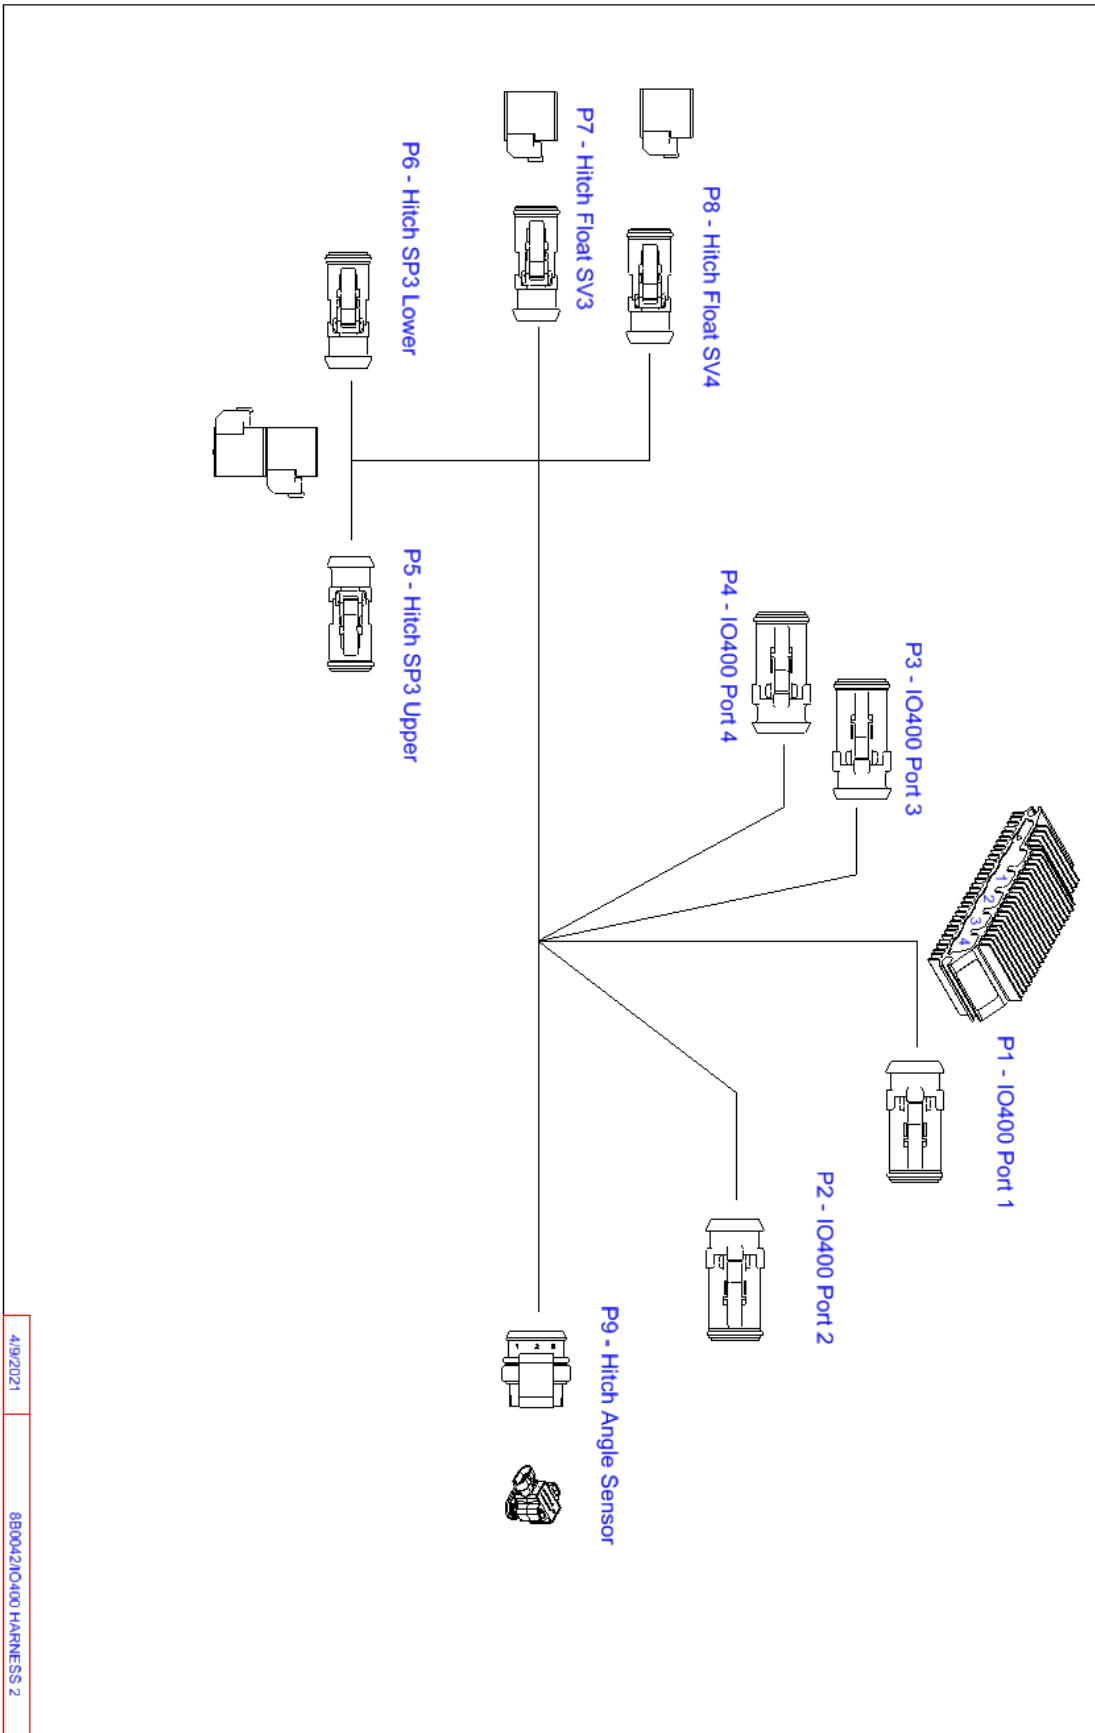 P1 - IO400 Port 1
P2 - IO400 Port 2
P3 - IO400 Port 3
P4 - IO400 Port 4
1
2
3
4
P8 - Hitch Float SV4
P7 - Hitch Float SV3
P9 - Hitch Angle Sensor
1 2
P6 - Hitch SP3 Lower
P5 - Hitch SP3 Upper
4/9/2021
8B0042/IO400 HARNESS 2